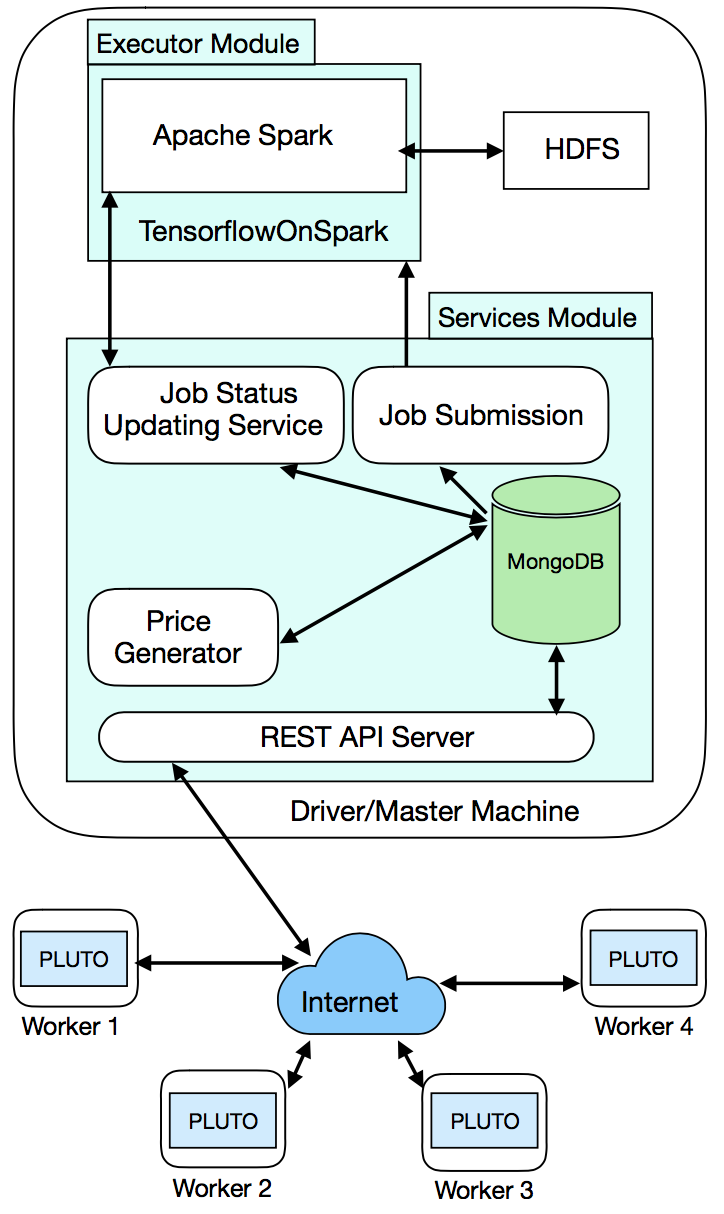 Executor Module
Apache Spark
HDFS
TensorflowOnSpark
Services Module
Job Status
Updating Service
Job Submission
MongoDB
Price
Generator
REST API Server
Driver/Master Machine
PLUTO
Worker 1
Internet
PLUTO
Worker 4
PLUTO
Worker 2
PLUTO
Worker 3